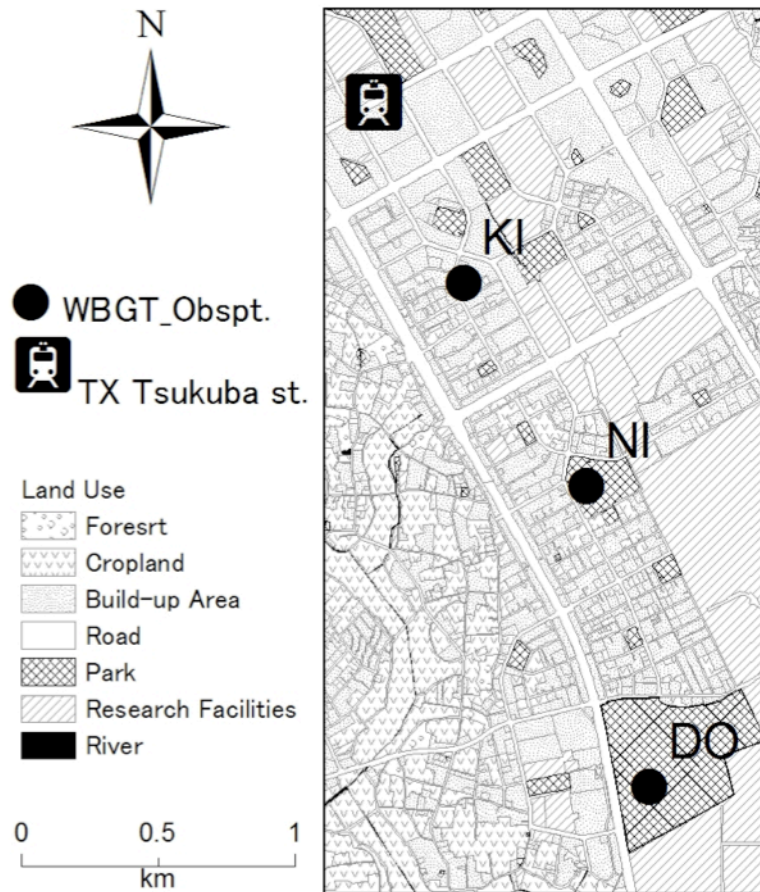 N
WBGT_Obspt.
TX Tsukuba st.
Land Use
Foresrt
Cropland
Build-up Area
Road
Park
Research Facilities
River
0 0.5 1
km
KI
NI
DO